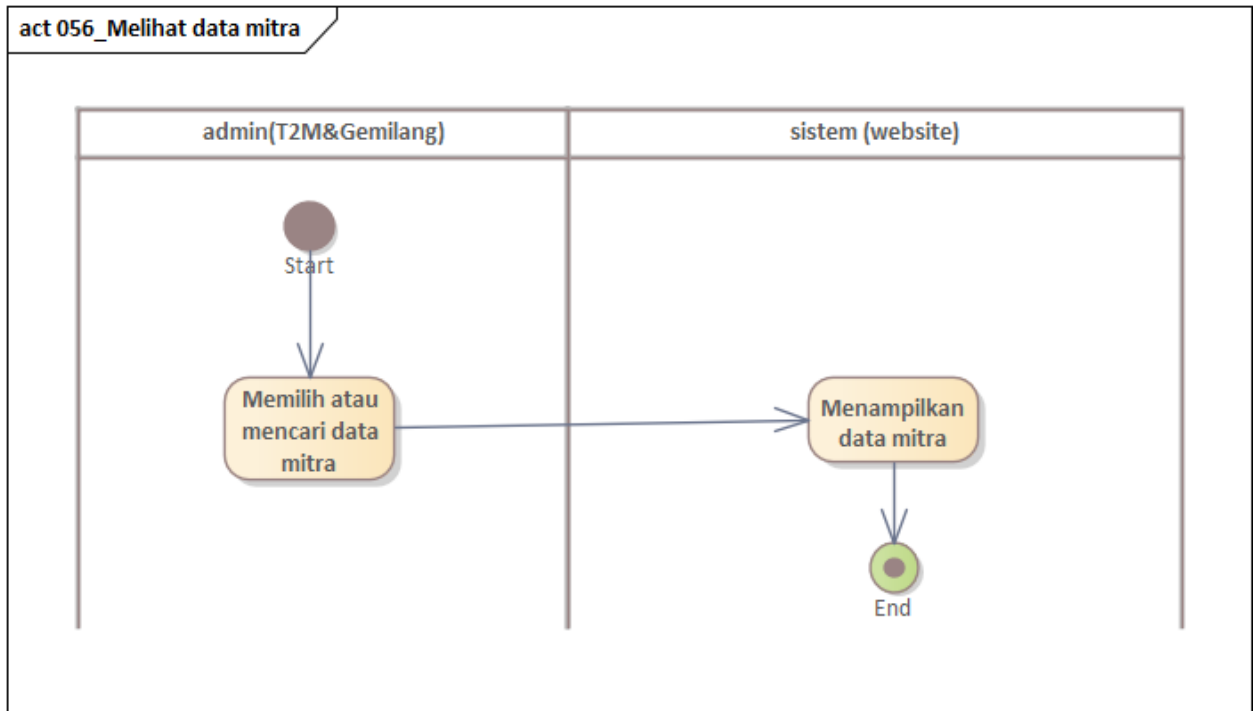 act 056_Melihat data mitra
admin(T2M&Gemilang)
sistem (website)
Start
Memilih atau
mencari data
mitra
Menampilkan
data mitra
End